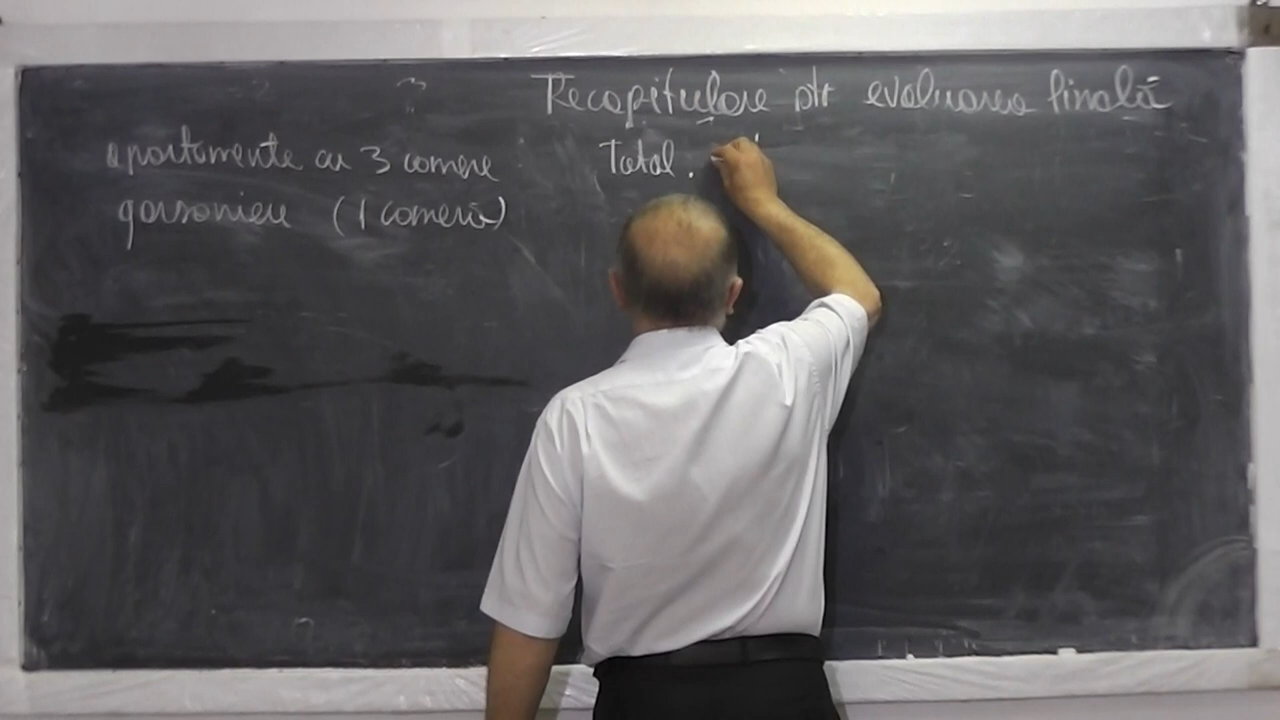 Recapitulare ptr evaluarea finală
apartamente cu 3 camere
Total.
garsoniere (1 cameră)